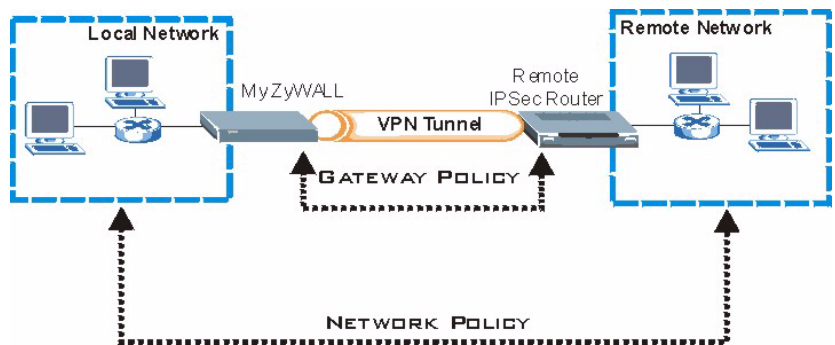 Local Network
Remote Network
MyZyWALL
Remote
IPSec Router
VPN Tunnel
GATEWAY POLICY
NETWORK POLICY